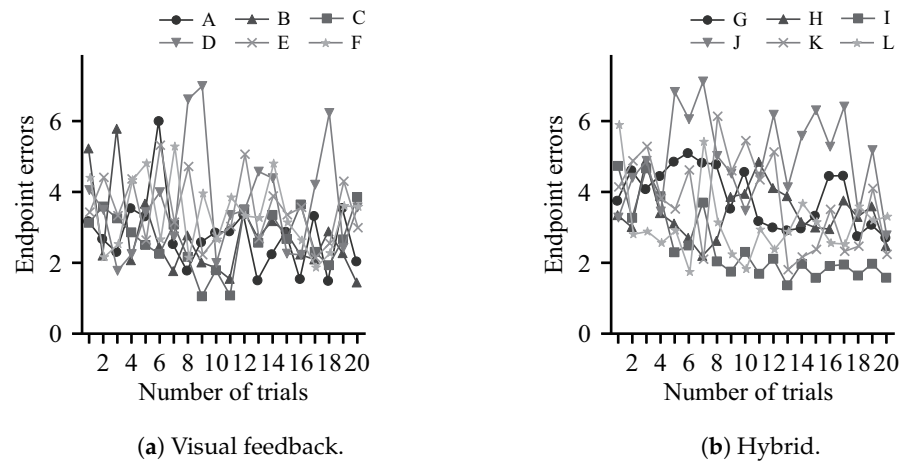 A B C
D E F
Endpoint errors
6
4
2
0
2 4 6 8 10 12 14 16 18 20
Number of trials
(a) Visual feedback.
G H I
J K L
Endpoint errors
6
4
2
0
2 4 6 8 10 12 14 16 18 20
Number of trials
(b) Hybrid.